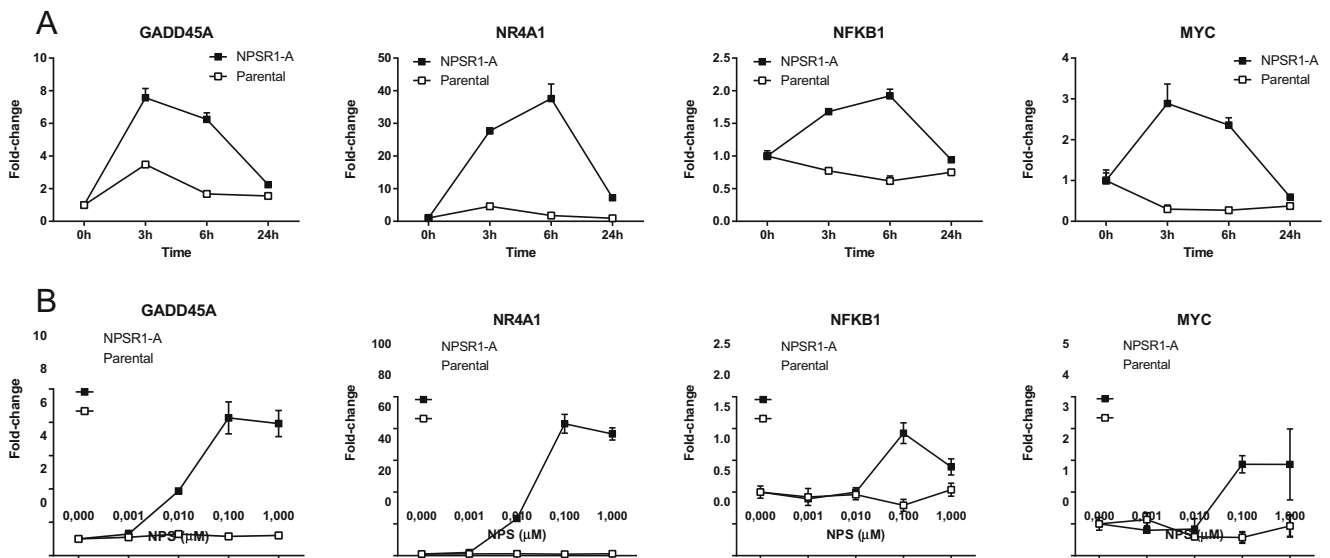 A
GADD45A
NPSR1-A
Parental
Fold-change
10
8
6
4
2
0
0h 3h 6h 24h
Time
NR4A1
NPSR1-A
Parental
Fold-change
50
40
30
20
10
0
0h 3h 6h 24h
Time
NFKB1
NPSR1-A
Parental
Fold-change
2.5
2.0
1.5
1.0
0.5
0.0
0h 3h 6h 24h
Time
MYC
NPSR1-A
Parental
Fold-change
4
3
2
1
0
0h 3h 6h 24h
Time
B
GADD45A
NPSR1-A
Parental
Fold-change
10
8
6
4
2
0
0,000 0,001 0,010 0,100 1,000
NPS (μM)
NR4A1
NPSR1-A
Parental
Fold-change
100
80
60
40
20
0
0,000 0,001 0,010 0,100 1,000
NPS (μM)
NFKB1
NPSR1-A
Parental
Fold-change
2.5
2.0
1.5
1.0
0.5
0.0
0,000 0,001 0,010 0,100 1,000
NPS (μM)
MYC
NPSR1-A
Parental
Fold-change
5
4
3
2
1
0
0,000 0,001 0,010 0,100 1,000
NPS (μM)